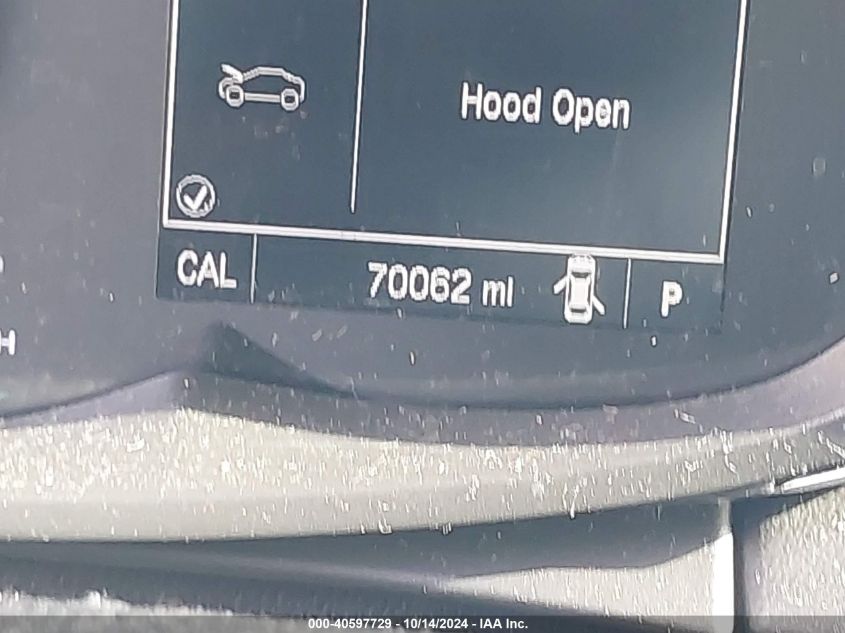 Hood Open
CAL 70062 mi P
H
000-40597729 - 10/14/2024 - IAA Inc.